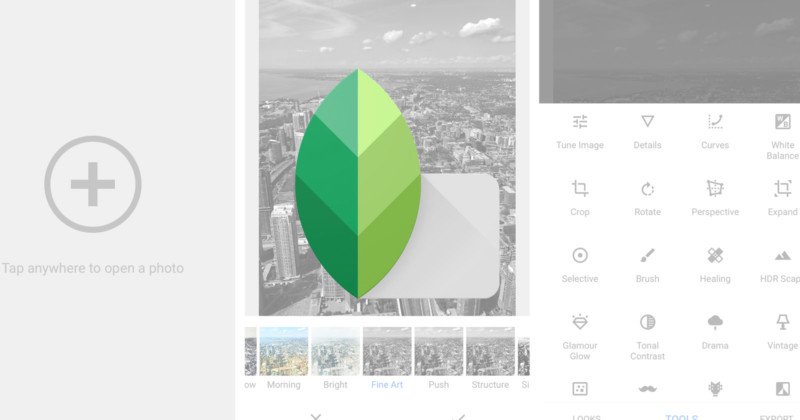 Tap anywhere to open a photo
ow Morning Bright Fine Art Push Structure Si
Tune Image Details Curves White
Balance
Crop Rotate Perspective Expand
Selective Brush Healing HDR Scap
Glamour
Glow
Tonal
Contrast
Drama Vintage
LOOKS TOOLS EXPORT